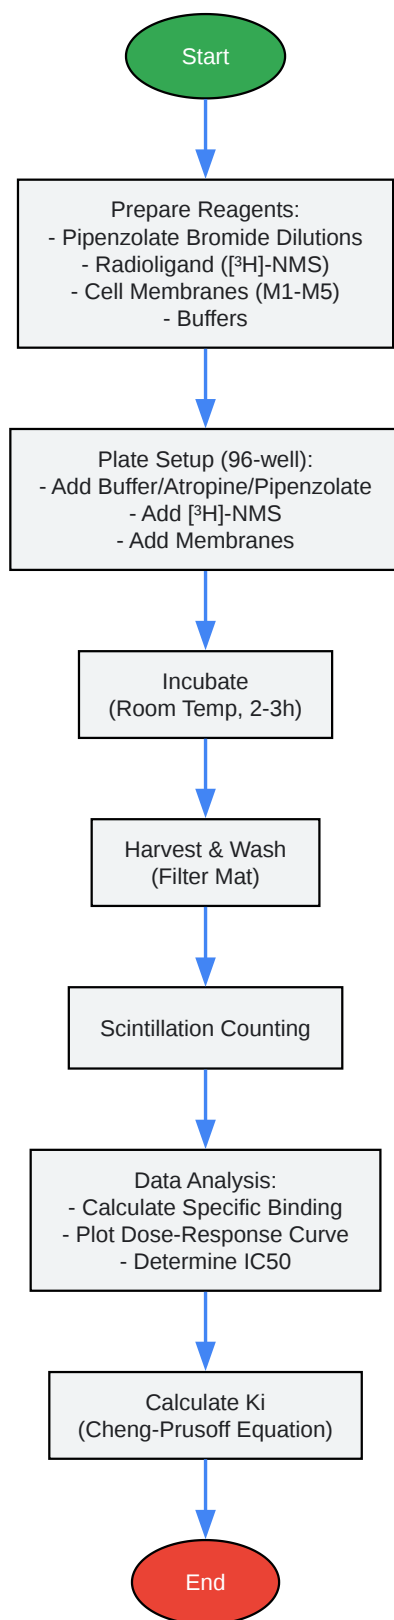 Start
Prepare Reagents:
- Pipenzolate Bromide Dilutions
- Radioligand ([³H]-NMS)
- Cell Membranes (M1-M5)
- Buffers
Plate Setup (96-well):
- Add Buffer/Atropine/Pipenzolate
- Add [³H]-NMS
- Add Membranes
Incubate
(Room Temp, 2-3h)
Harvest & Wash
(Filter Mat)
Scintillation Counting
Data Analysis:
- Calculate Specific Binding
- Plot Dose-Response Curve
- Determine IC50
Calculate Ki
(Cheng-Prusoff Equation)
End